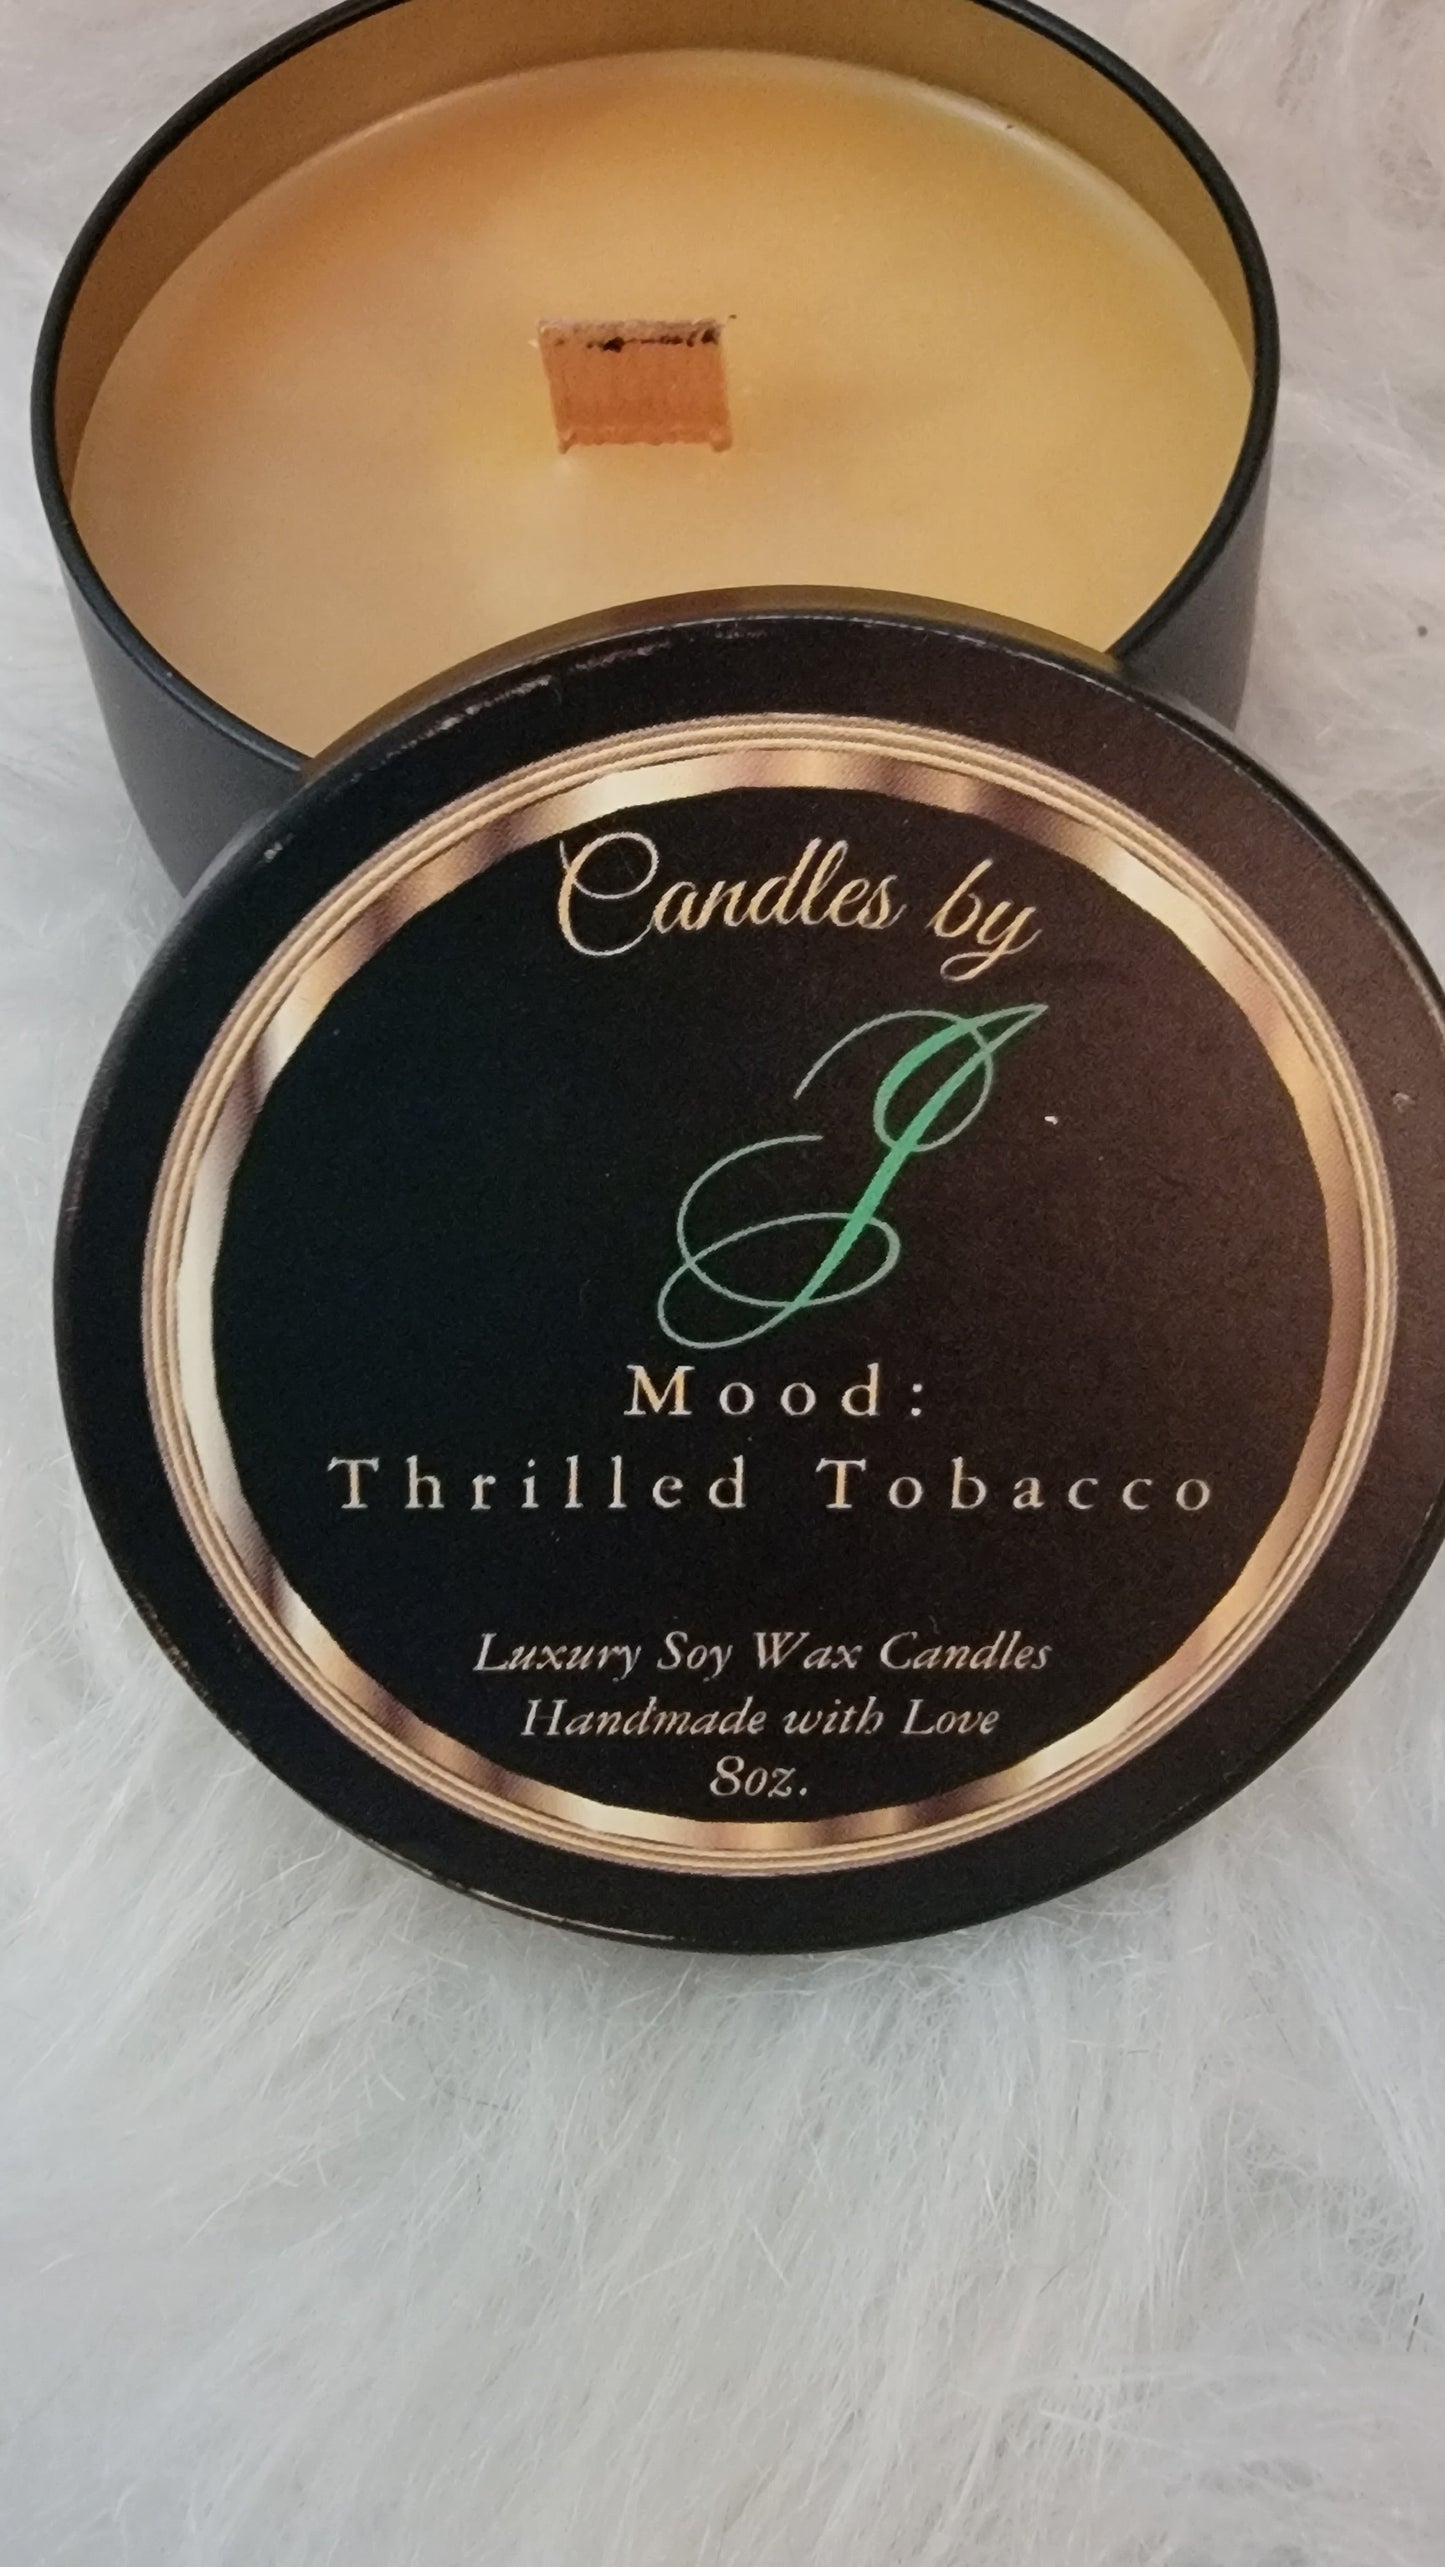 Candles by
J
Mood:
Thrilled Tobacco
Luxury Soy Wax Candles
Handmade with Love
8oz.